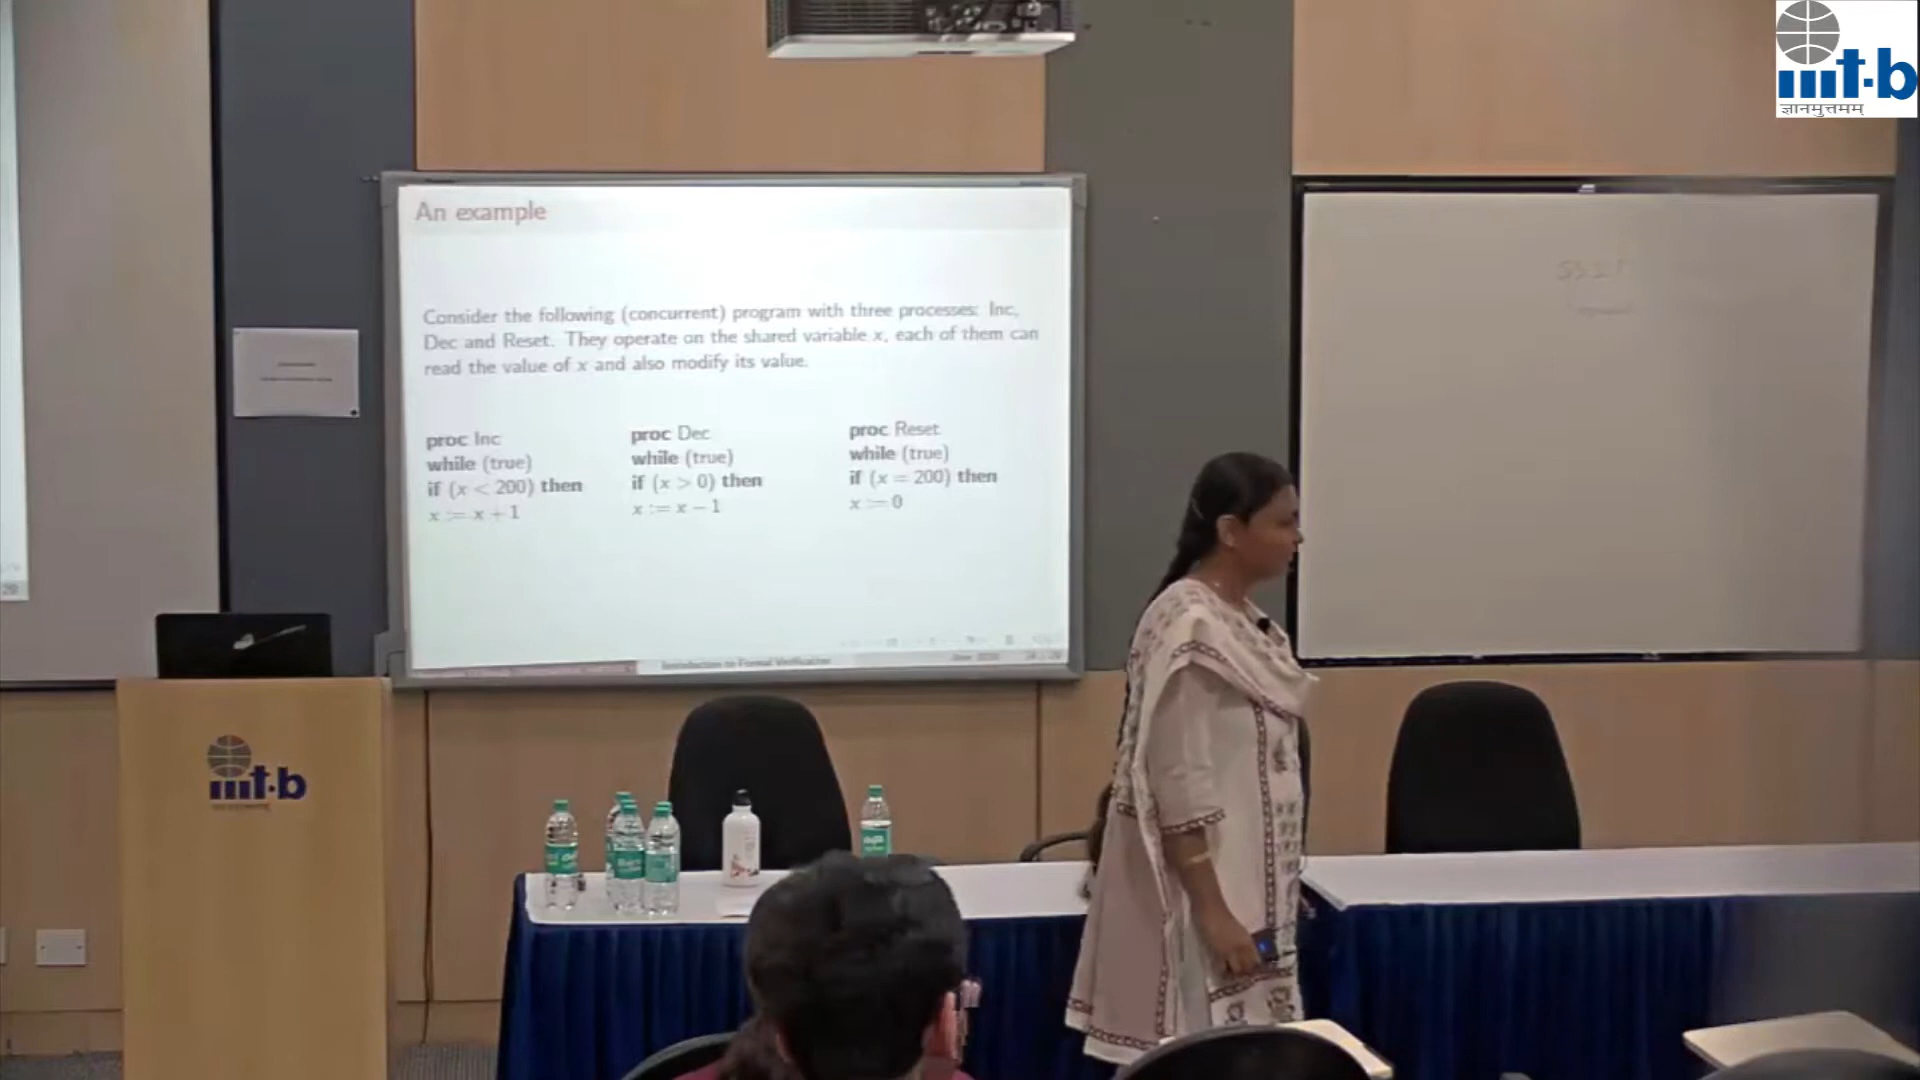 An example
Consider the following (concurrent) program with three processes: Inc,
Dec and Reset. They operate on the shared variable x, each of them can
read the value of x and also modify its value.
proc Inc
while (true)
if (x < 200) then
x := x + 1
proc Dec
while (true)
if (x > 0) then
x := x − 1
proc Reset
while (true)
if (x = 200) then
x := 0
Introduction to Formal Verification
20
iiit-b
ज्ञानमुत्तमम्
iiit-b